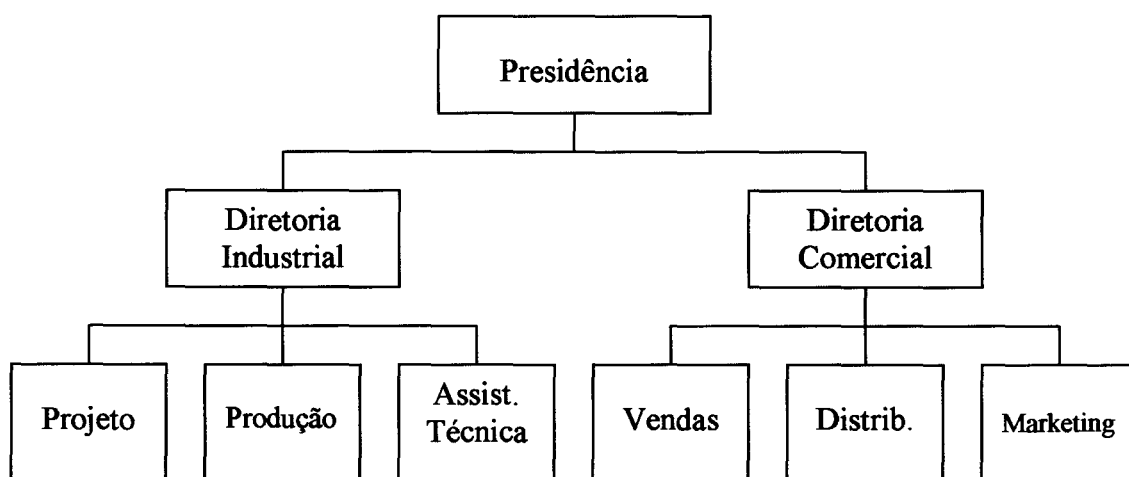 Presidência
Diretoria
Industrial
Diretoria
Comercial
Projeto
Produção
Assist.
Técnica
Vendas
Distrib.
Marketing